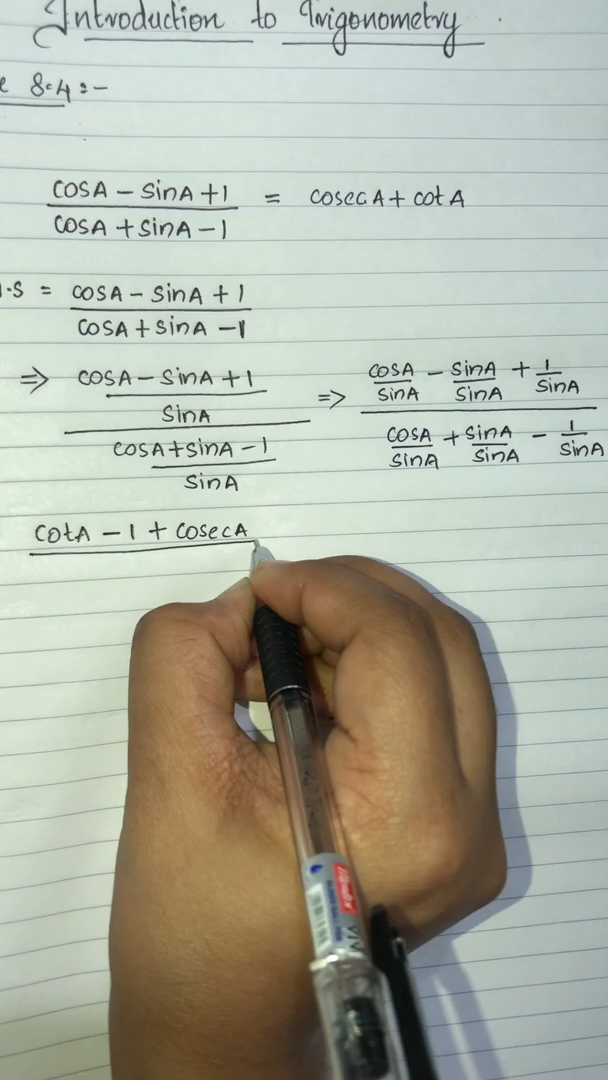 Introduction to Trigonometry
e 8.4:-
cosA - sinA + 1 / cosA + sinA - 1 = cosecA + cotA
H.S = cosA - sinA + 1 / cosA + sinA - 1
=> cosA - sinA + 1 / sinA / cosA + sinA - 1 / sinA => cosA/sinA - sinA/sinA + 1/sinA / cosA/sinA + sinA/sinA - 1/sinA
cotA - 1 + cosecA